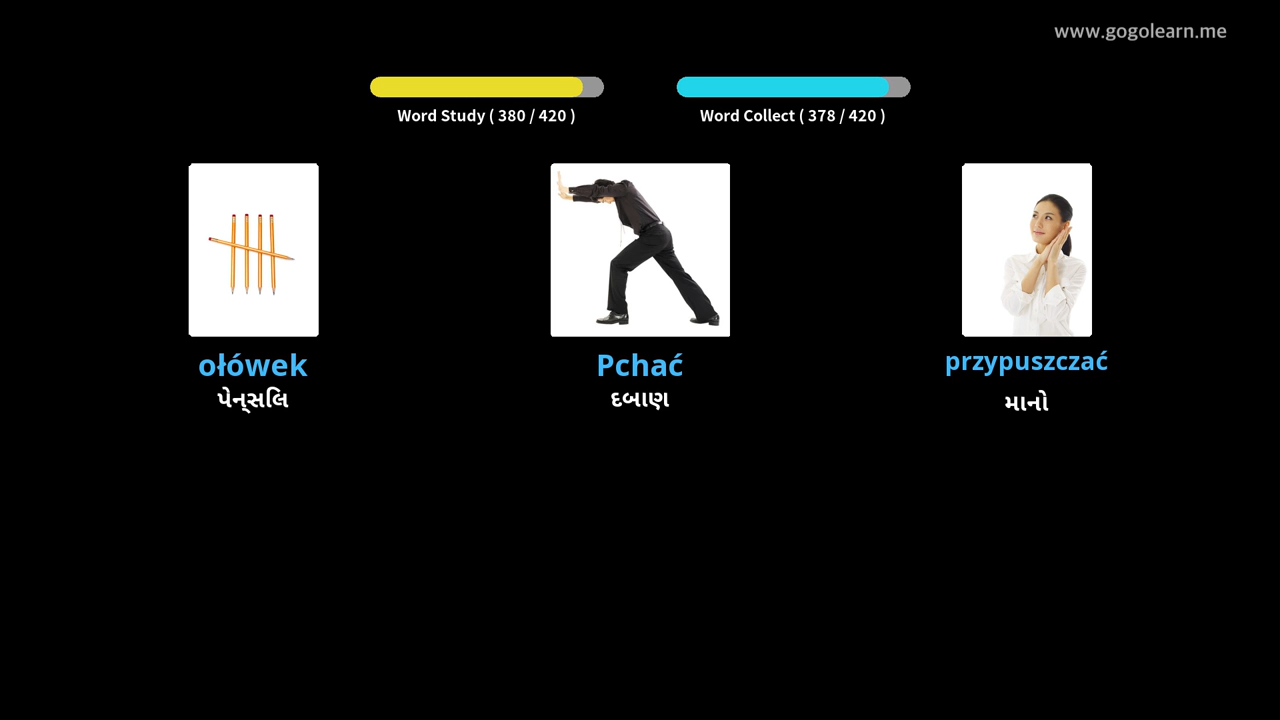 www.gogolearn.me
Word Study ( 380 / 420 )
Word Collect ( 378 / 420 )
ołówek
પેન્સલિ
Pchać
દબાણ
przypuszczać
માનો